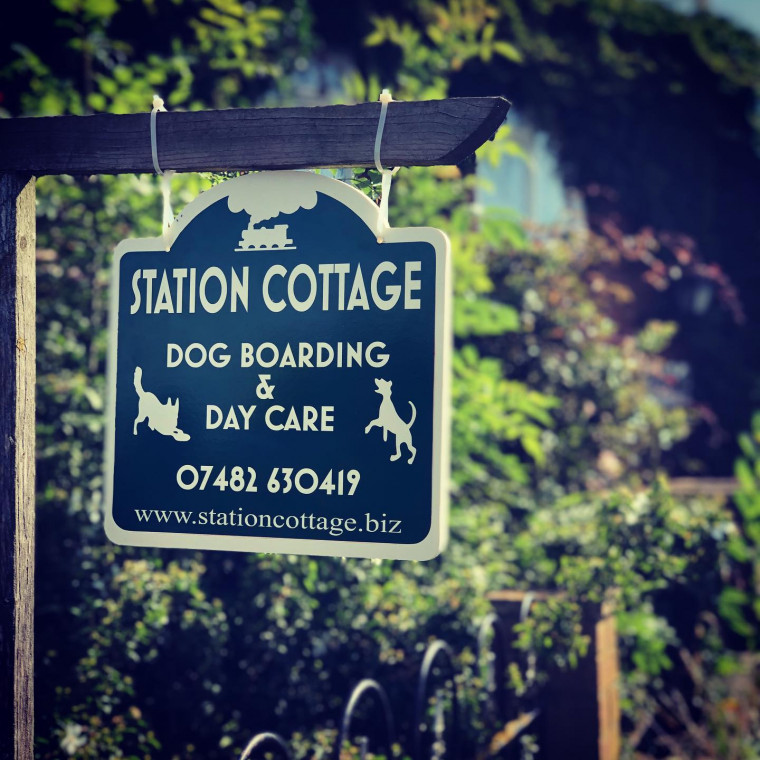 STATION COTTAGE
DOG BOARDING
&
DAY CARE
07482 630419
www.stationcottage.biz